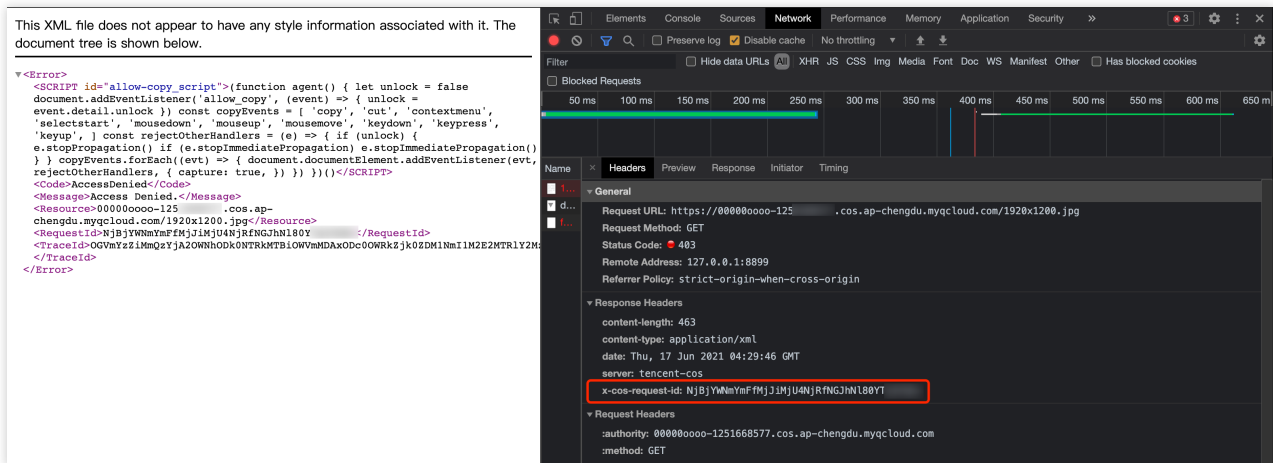 This XML file does not appear to have any style information associated with it. The
document tree is shown below.
▼<Error>
<SCRIPT id="allow-copy_script">(function agent() { let unlock = false
document.addEventListener('allow_copy', (event) => { unlock =
event.detail.unlock }) const copyEvents = [ 'copy', 'cut', 'contextmenu',
'selectstart', 'mousedown', 'mouseup', 'mousemove', 'keydown', 'keypress',
'keyup', ] const rejectOtherHandlers = (e) => { if (unlock) {
e.stopPropagation() if (e.stopImmediatePropagation) e.stopImmediatePropagation()
} } copyEvents.forEach((evt) => { document.documentElement.addEventListener(evt,
rejectOtherHandlers, { capture: true, }) }) })()</SCRIPT>
<Code>AccessDenied</Code>
<Message>Access Denied.</Message>
<Resource>00000oooo-125 .cos.ap-
chengdu.myqcloud.com/1920x1200.jpg</Resource>
<RequestId>NjBjYWNmYmFfMjJiMjU4NjRfNGJhNl80Y </RequestId>
<TraceId>
</TraceId>
</Error>
Elements Console Sources Network Performance Memory Application Security » 3
Preserve log Disable cache No throttling ▼
Filter Hide data URLs All XHR JS CSS Img Media Font Doc WS Manifest Other Has blocked cookies
Blocked Requests
50 ms 100 ms 150 ms 200 ms 250 ms 300 ms 350 ms 400 ms 450 ms 500 ms 550 ms 600 ms 650 m
Name × Headers Preview Response Initiator Timing
1...
d...
f...
▼ General
Request URL: https://00000oooo-125 .cos.ap-chengdu.myqcloud.com/1920x1200.jpg
Request Method: GET
Status Code: 403
Remote Address: 127.0.0.1:8899
Referrer Policy: strict-origin-when-cross-origin
▼ Response Headers
content-length: 463
content-type: application/xml
date: Thu, 17 Jun 2021 04:29:46 GMT
server: tencent-cos
x-cos-request-id: NjBjYWNmYmFfMjJiMjU4NjRfNGJhNl80YT
▼ Request Headers
:authority: 00000oooo-1251668577.cos.ap-chengdu.myqcloud.com
:method: GET